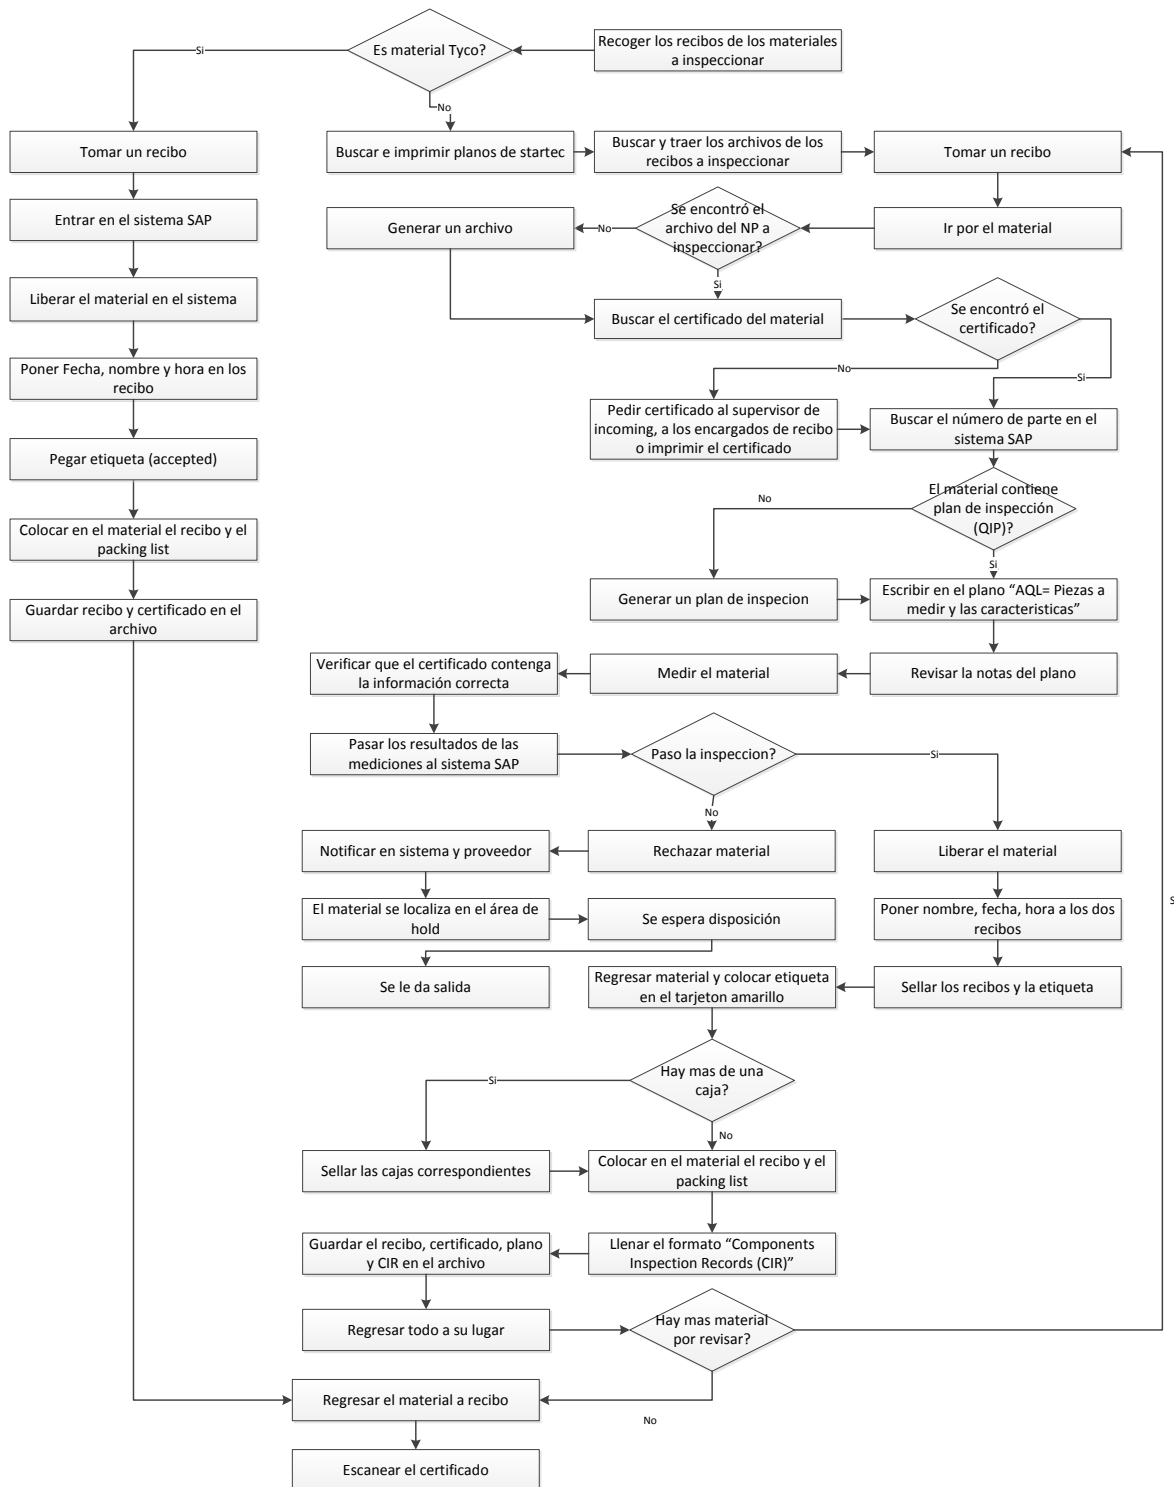 Es material Tyco?
Recoger los recibos de los materiales
a inspeccionar
Si
No
Tomar un recibo
Buscar e imprimir planos de startec
Buscar y traer los archivos de los
recibos a inspeccionar
Tomar un recibo
Entrar en el sistema SAP
Generar un archivo
No
Se encontró el
archivo del NP a
inspeccionar?
Ir por el material
Si
Liberar el material en el sistema
Buscar el certificado del material
Se encontró el
certificado?
Poner Fecha, nombre y hora en los
recibo
No
Si
Pedir certificado al supervisor de
incoming, a los encargados de recibo
o imprimir el certificado
Buscar el número de parte en el
sistema SAP
Pegar etiqueta (accepted)
No
El material contiene
plan de inspección
(QIP)?
Si
Colocar en el material el recibo y el
packing list
Generar un plan de inspecion
Escribir en el plano “AQL= Piezas a
medir y las caracteristicas”
Guardar recibo y certificado en el
archivo
Verificar que el certificado contenga
la información correcta
Medir el material
Revisar la notas del plano
Pasar los resultados de las
mediciones al sistema SAP
Paso la inspeccion?
Si
No
Notificar en sistema y proveedor
Rechazar material
Liberar el material
El material se localiza en el área de
hold
Se espera disposición
Poner nombre, fecha, hora a los dos
recibos
Se le da salida
Regresar material y colocar etiqueta
en el tarjeton amarillo
Sellar los recibos y la etiqueta
Hay mas de una
caja?
Si
No
Sellar las cajas correspondientes
Colocar en el material el recibo y el
packing list
Guardar el recibo, certificado, plano
y CIR en el archivo
Llenar el formato “Components
Inspection Records (CIR)”
Regresar todo a su lugar
Hay mas material
por revisar?
Regresar el material a recibo
No
Escanear el certificado